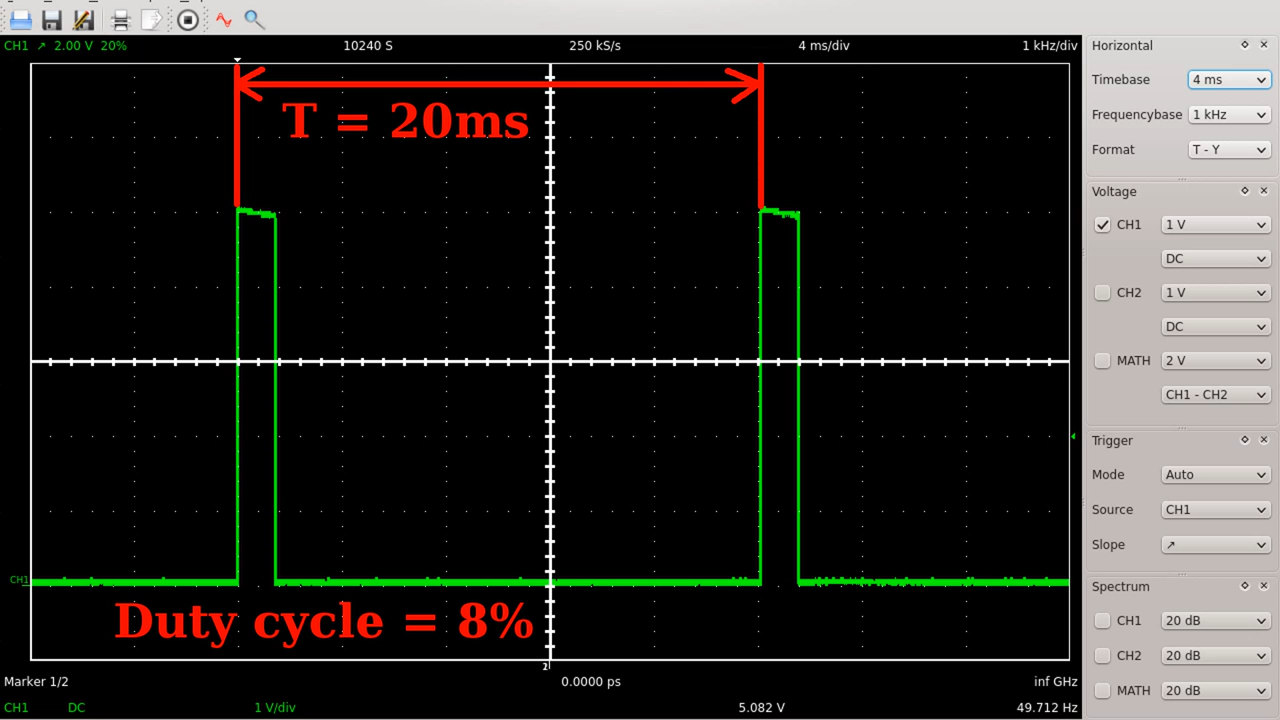 CH1 ↗ 2.00 V 20% 10240 S 250 kS/s 4 ms/div 1 kHz/div
T = 20ms
CH1
Duty cycle = 8%
Marker 1/2 0.0000 ps inf GHz
CH1 DC 1 V/div 5.082 V 49.712 Hz
Horizontal
Timebase 4 ms
Frequencybase 1 kHz
Format T - Y
Voltage
CH1 1 V
DC
CH2 1 V
DC
MATH 2 V
CH1 - CH2
Trigger
Mode Auto
Source CH1
Slope ↗
Spectrum
CH1 20 dB
CH2 20 dB
MATH 20 dB